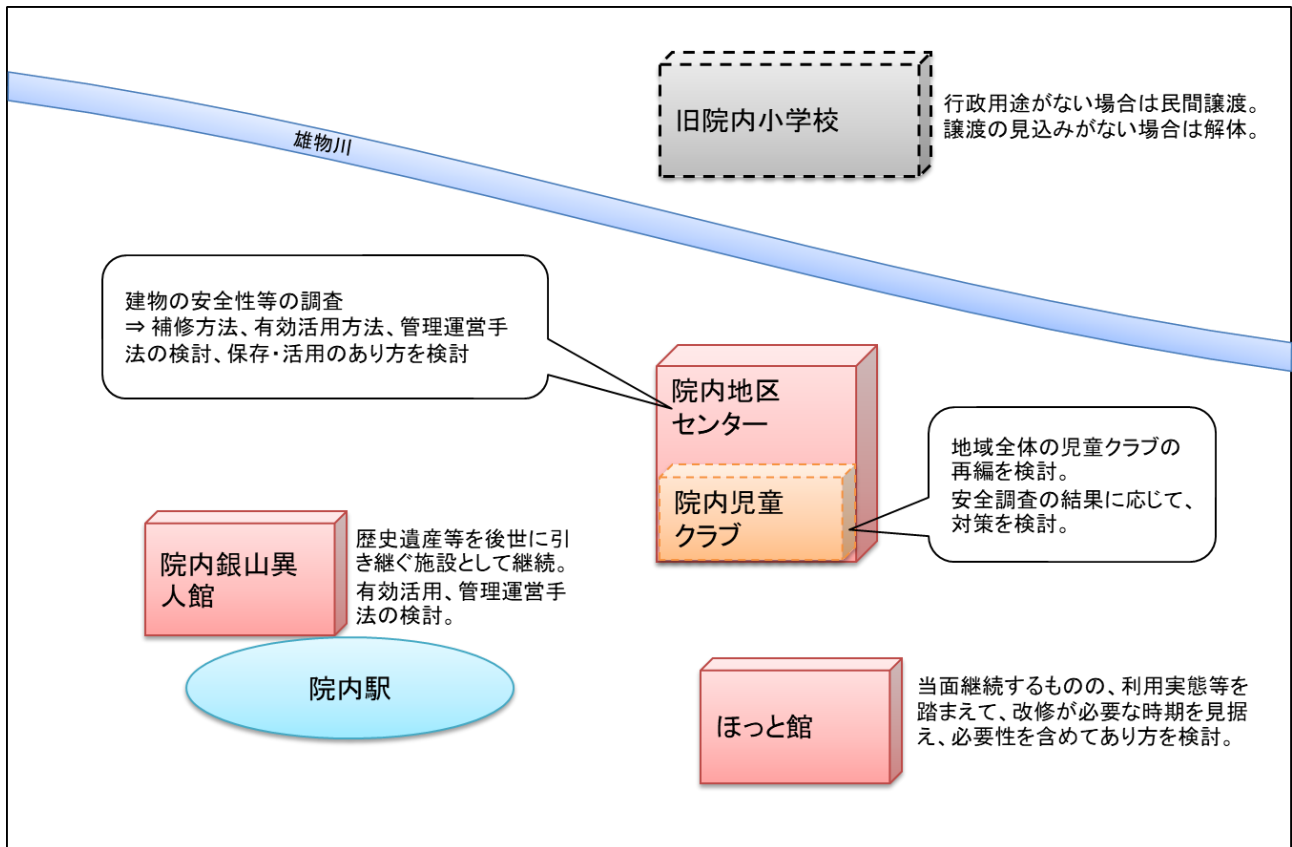 旧院内小学校
行政用途がない場合は民間譲渡。
譲渡の見込みがない場合は解体。
雄物川
建物の安全性等の調査
⇒ 補修方法、有効活用方法、管理運営手
法の検討、保存・活用のあり方を検討
院内地区
センター
院内児童
クラブ
地域全体の児童クラブの
再編を検討。
安全調査の結果に応じて、
対策を検討。
院内銀山異
人館
歴史遺産等を後世に引
き継ぐ施設として継続。
有効活用、管理運営手
法の検討。
院内駅
ほっと館
当面継続するものの、利用実態等を
踏まえて、改修が必要な時期を見据
え、必要性を含めてあり方を検討。